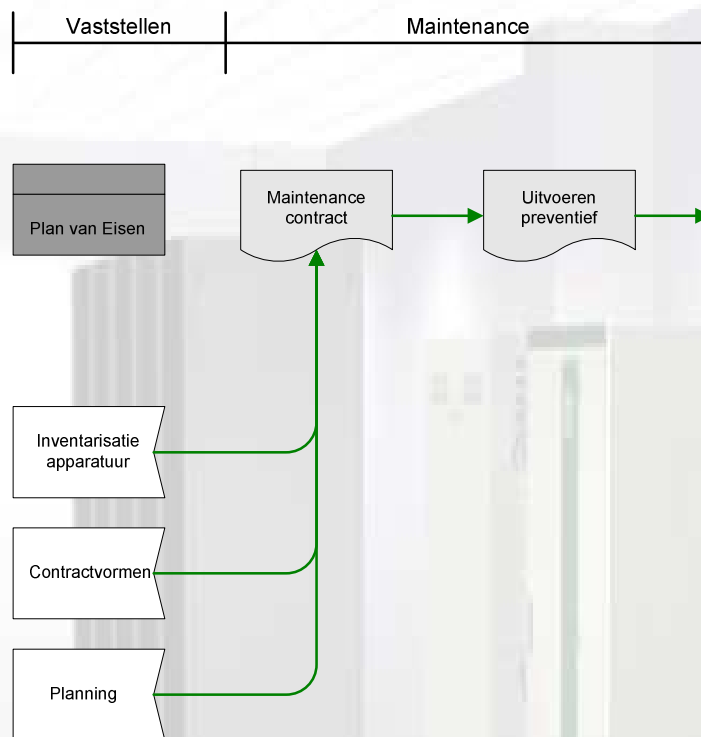 Vaststellen
Maintenance
Plan van Eisen
Maintenance
contract
Uitvoeren
preventief
Inventarisatie
apparatuur
Contractvormen
Planning